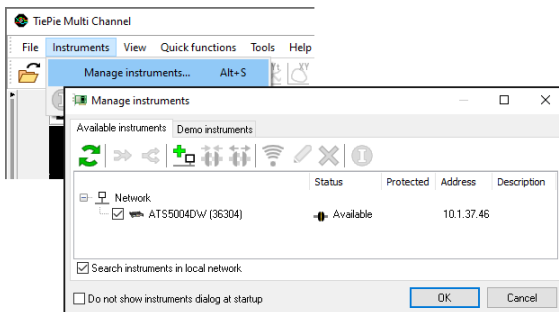 TiePie Multi Channel
File Instruments View Quick functions Tools Help
Manage instruments... Alt+S
Manage instruments
Available instruments Demo instruments
Status Protected Address Description
Network
ATS5004DW (36304) Available 10.1.37.46
Search instruments in local network
Do not show instruments dialog at startup OK Cancel